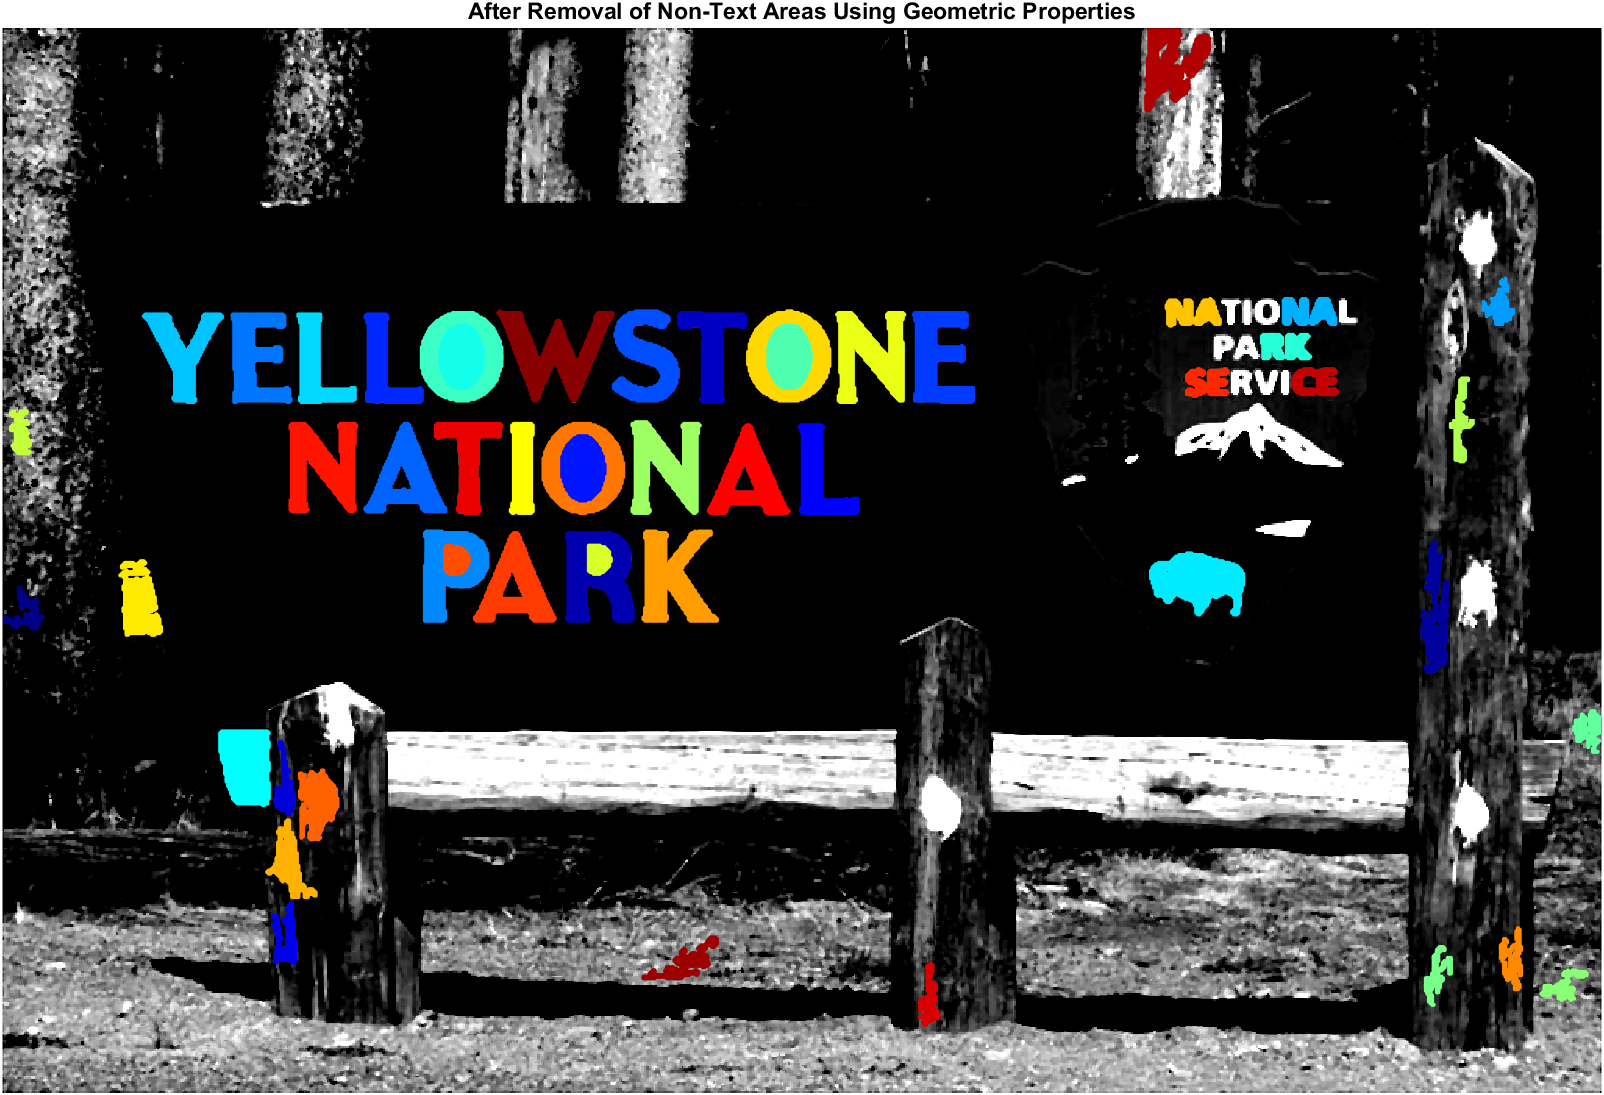 After Removal of Non-Text Areas Using Geometric Properties
YELLOWSTONE
NATIONAL
PARK
NATIONAL
PARK
SERVICE